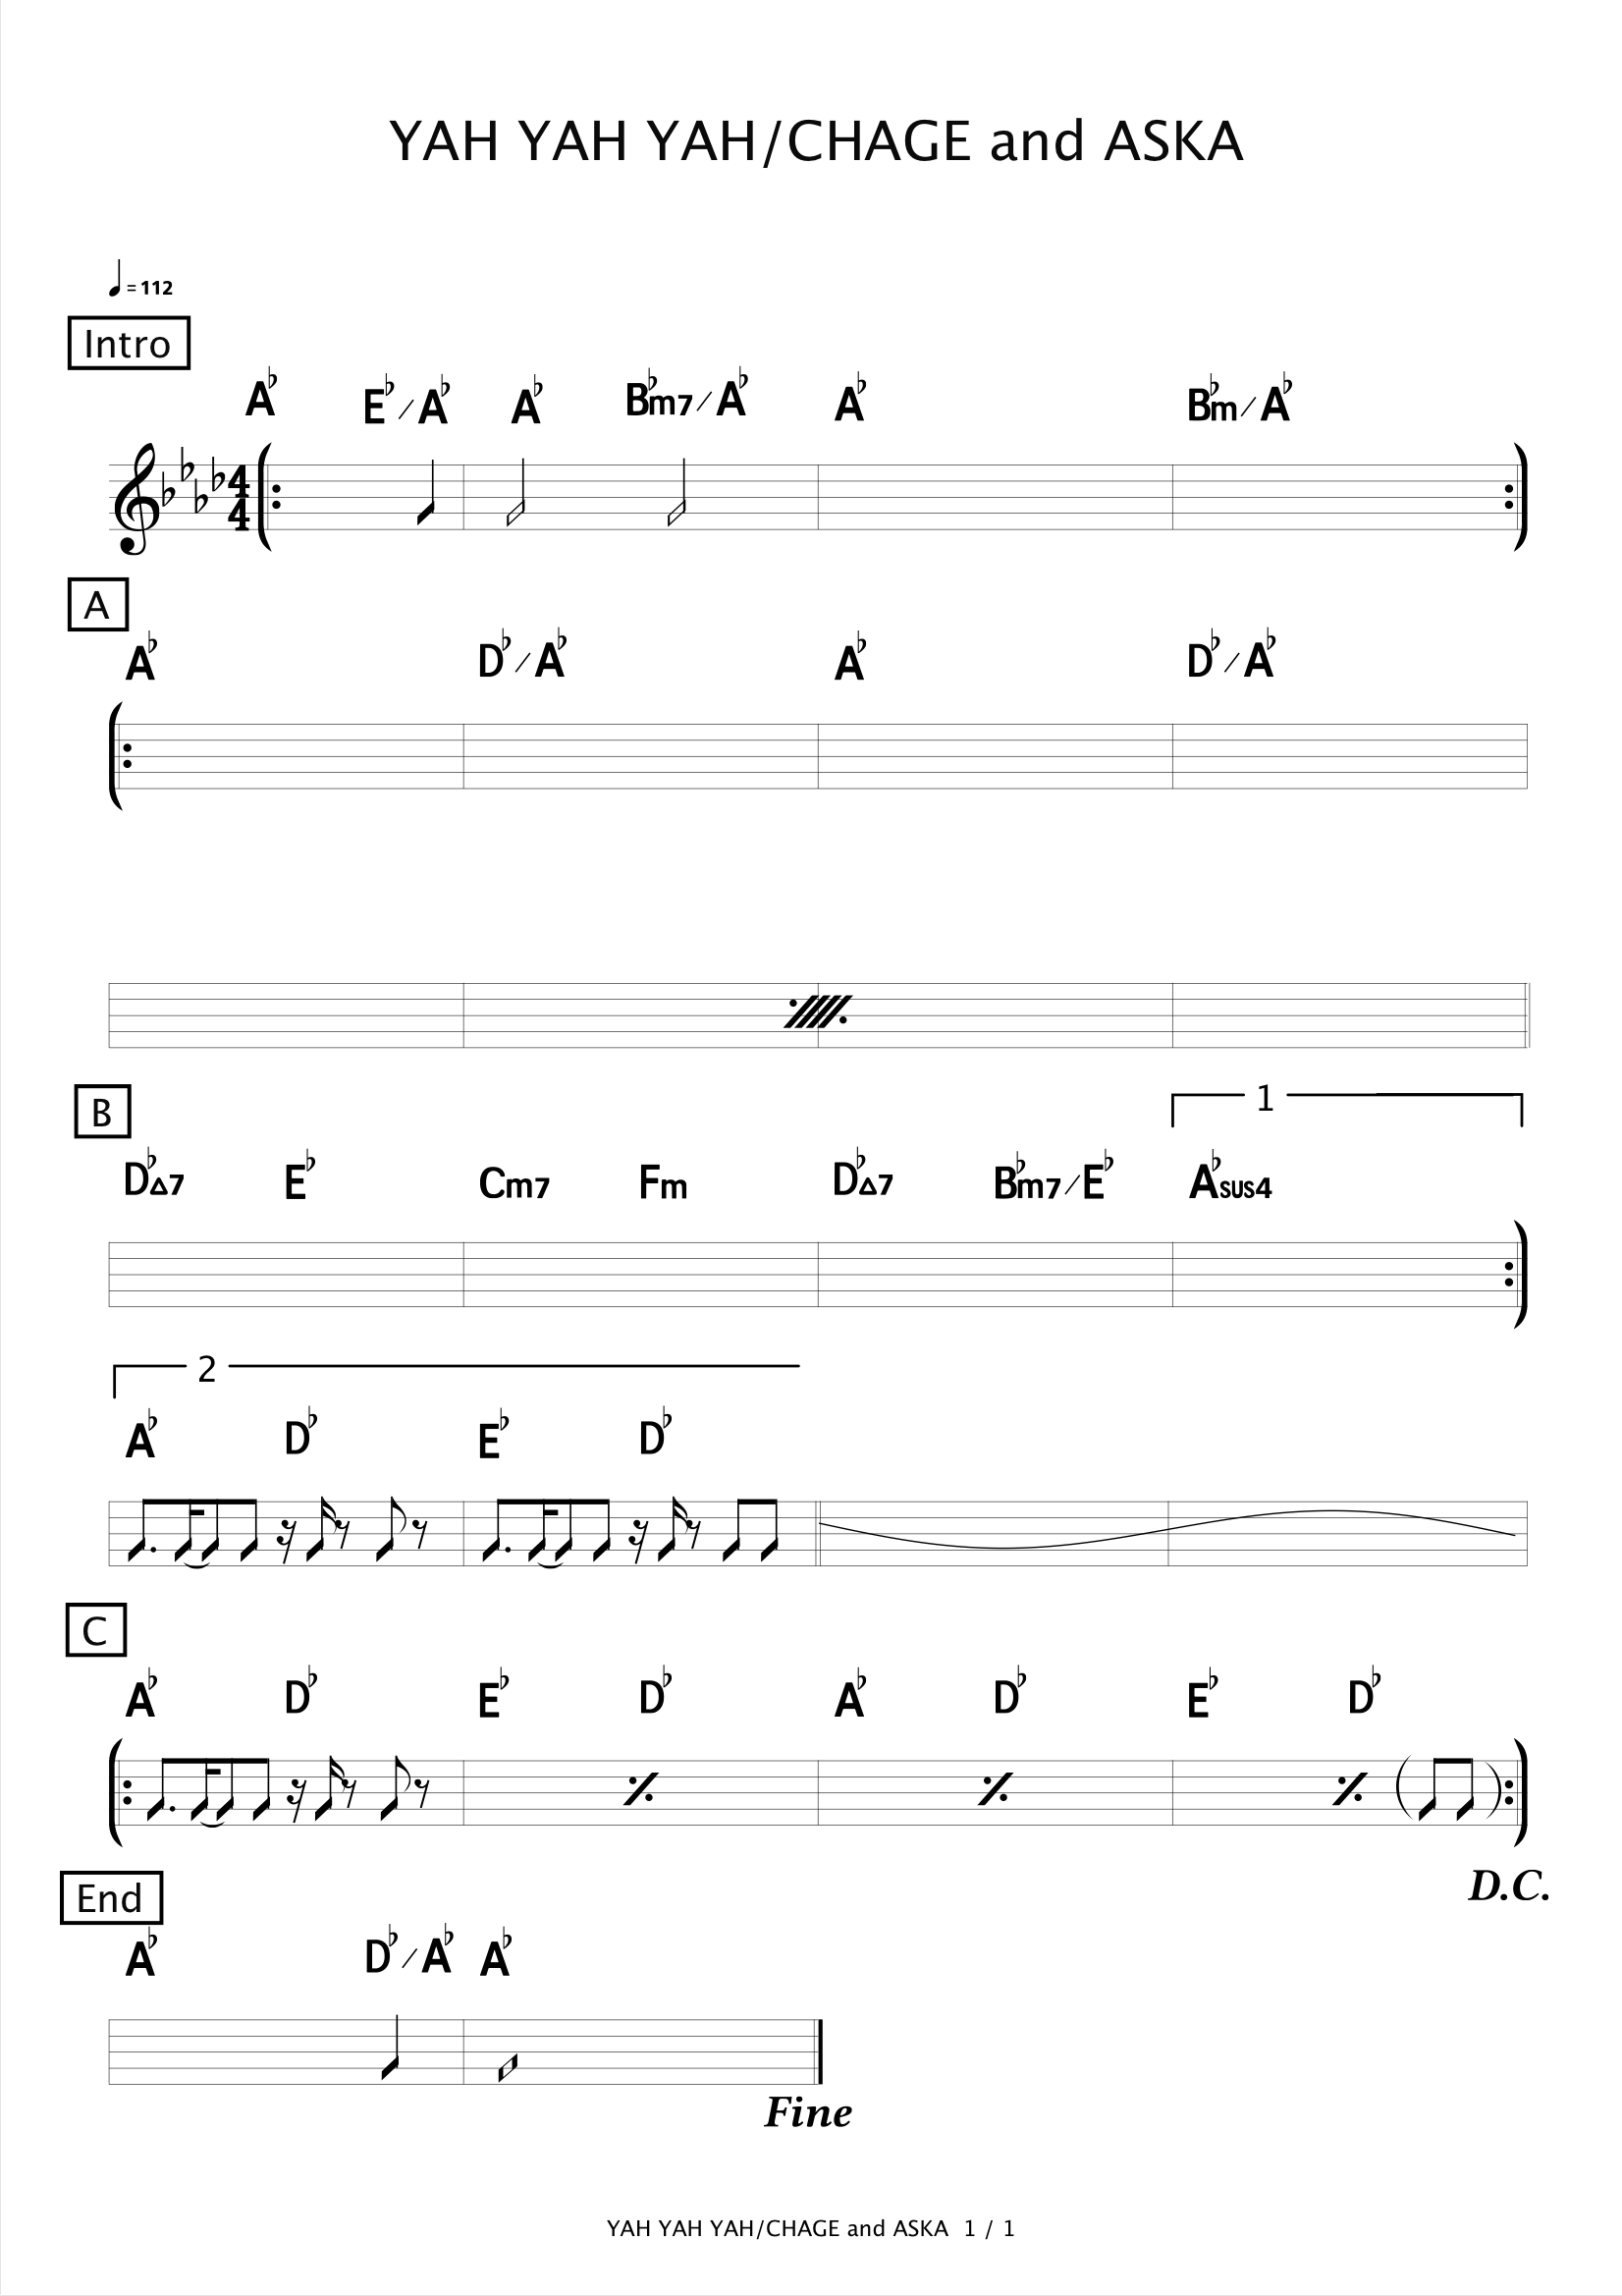 YAH YAH YAH/CHAGE and ASKA
= 112
Intro
A♭ E♭/A♭ A♭ B♭m7/A♭ A♭ B♭m/A♭
4
4
A
A♭ D♭/A♭ A♭ D♭/A♭
B
1
D♭△7 E♭ Cm7 Fm D♭△7 B♭m7/E♭ A♭sus4
2
A♭ D♭ E♭ D♭
C
A♭ D♭ E♭ D♭ A♭ D♭ E♭ D♭
D.C.
End
A♭ D♭/A♭ A♭
Fine
YAH YAH YAH/CHAGE and ASKA 1 / 1